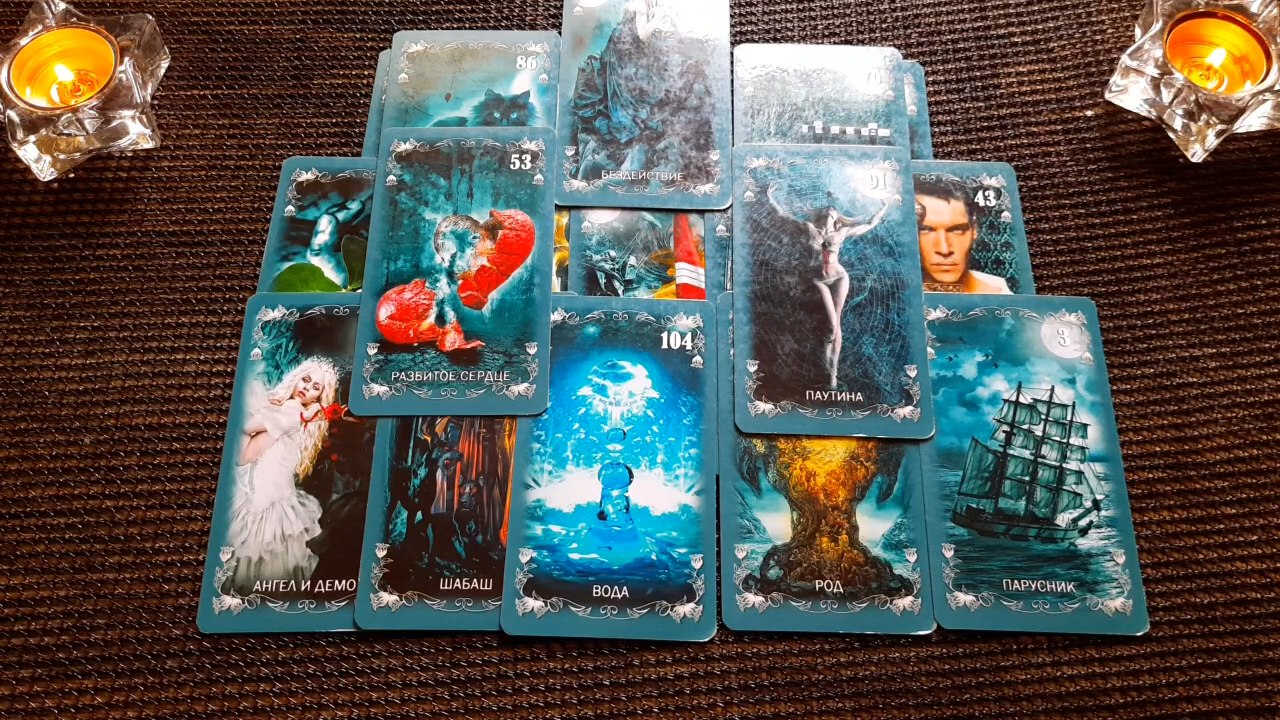 86
БЕЗДЕЙСТВИЕ
53
РАЗБИТОЕ СЕРДЦЕ
91
ПАУТИНА
43
АНГЕЛ И ДЕМО
ШАБАШ
104
ВОДА
РОД
3
ПАРУСНИК